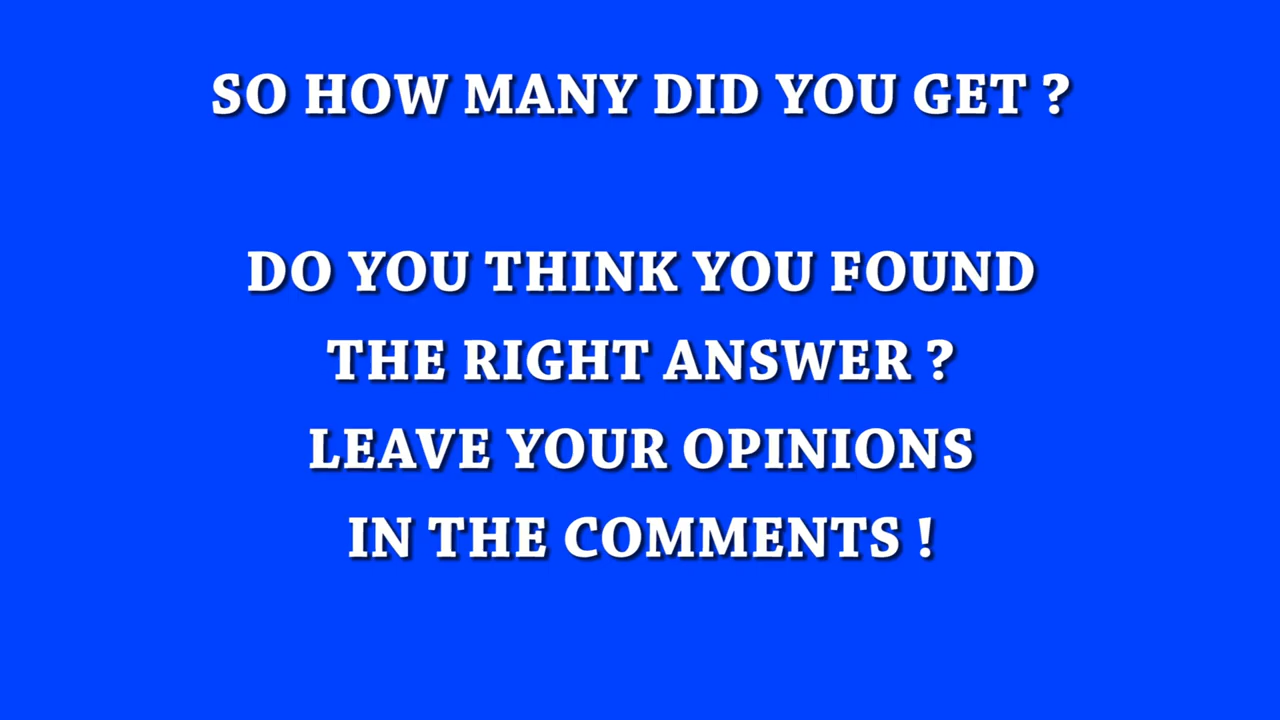 SO HOW MANY DID YOU GET ?
DO YOU THINK YOU FOUND
THE RIGHT ANSWER ?
LEAVE YOUR OPINIONS
IN THE COMMENTS !